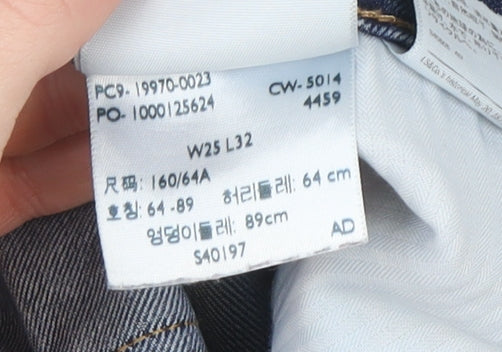 PC9- 19970-0023
CW- 5014
PO- 1000125624
4459
W25 L32
尺码: 160/64A
허리둘레: 64 cm
호칭: 64 -89
엉덩이둘레: 89cm
AD
S40197